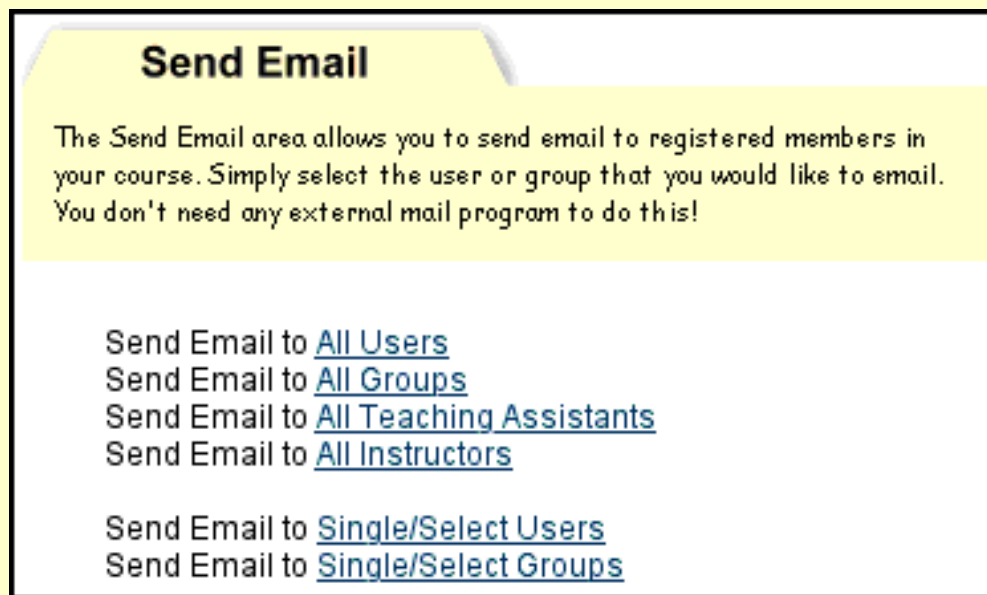 Send Email
The Send Email area allows you to send email to registered members in
your course. Simply select the user or group that you would like to email.
You don't need any external mail program to do this!
Send Email to All Users
Send Email to All Groups
Send Email to All Teaching Assistants
Send Email to All Instructors
Send Email to Single/Select Users
Send Email to Single/Select Groups